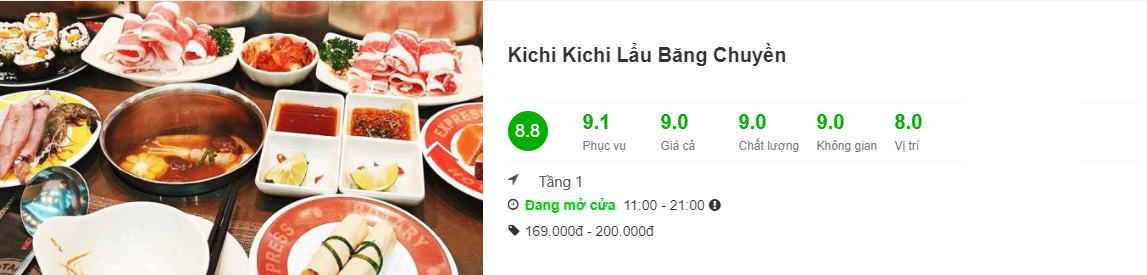 Kichi Kichi Lẩu Băng Chuyền
8.8
9.1 9.0 9.0 9.0 8.0
Phục vụ Giá cả Chất lượng Không gian Vị trí
Tầng 1
Đang mở cửa 11:00 - 21:00
169.000đ - 200.000đ
EXPRESS
EXPRESS